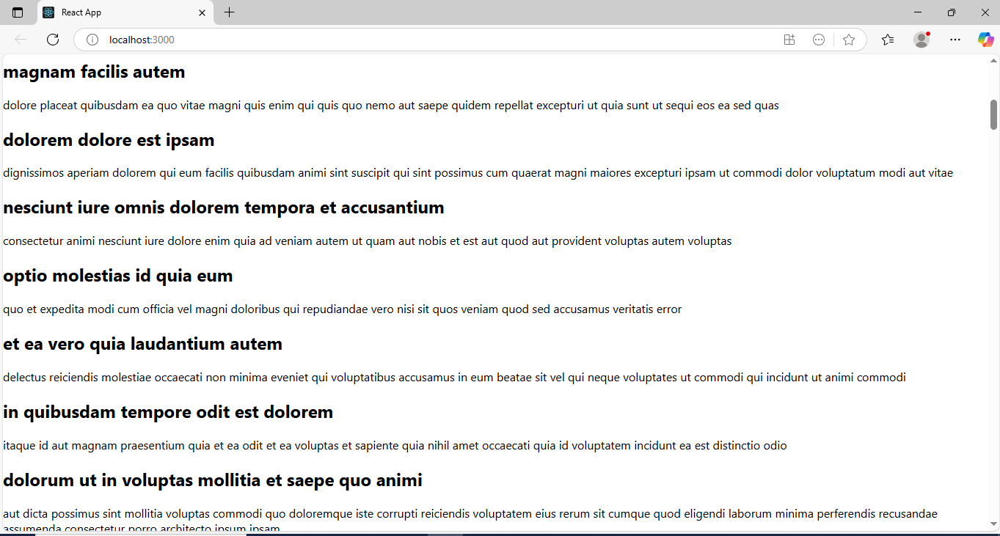 React App
localhost:3000
magnam facilis autem
dolore placeat quibusdam ea quo vitae magni quis enim qui quis quo nemo aut saepe quidem repellat excepturi ut quia sunt ut sequi eos ea sed quas
dolorem dolore est ipsam
dignissimos aperiam dolorem qui eum facilis quibusdam animi sint suscipit qui sint possimus cum quaerat magni maiores excepturi ipsam ut commodi dolor voluptatum modi aut vitae
nesciunt iure omnis dolorem tempora et accusantium
consectetur animi nesciunt iure dolore enim quia ad veniam autem ut quam aut nobis et est aut quod aut provident voluptas autem voluptas
optio molestias id quia eum
quo et expedita modi cum officia vel magni doloribus qui repudiandae vero nisi sit quos veniam quod sed accusamus veritatis error
et ea vero quia laudantium autem
delectus reiciendis molestiae occaecati non minima eveniet qui voluptatibus accusamus in eum beatae sit vel qui neque voluptates ut commodi qui incidunt ut animi commodi
in quibusdam tempore odit est dolorem
itaque id aut magnam praesentium quia et ea odit et ea voluptas et sapiente quia nihil amet occaecati quia id voluptatem incidunt ea est distinctio odio
dolorum ut in voluptas mollitia et saepe quo animi
aut dicta possimus sint mollitia voluptas commodi quo doloremque iste corrupti reiciendis voluptatem eius rerum sit cumque quod eligendi laborum minima perferendis recusandae
assumenda consectetur porro architecto ipsum ipsam